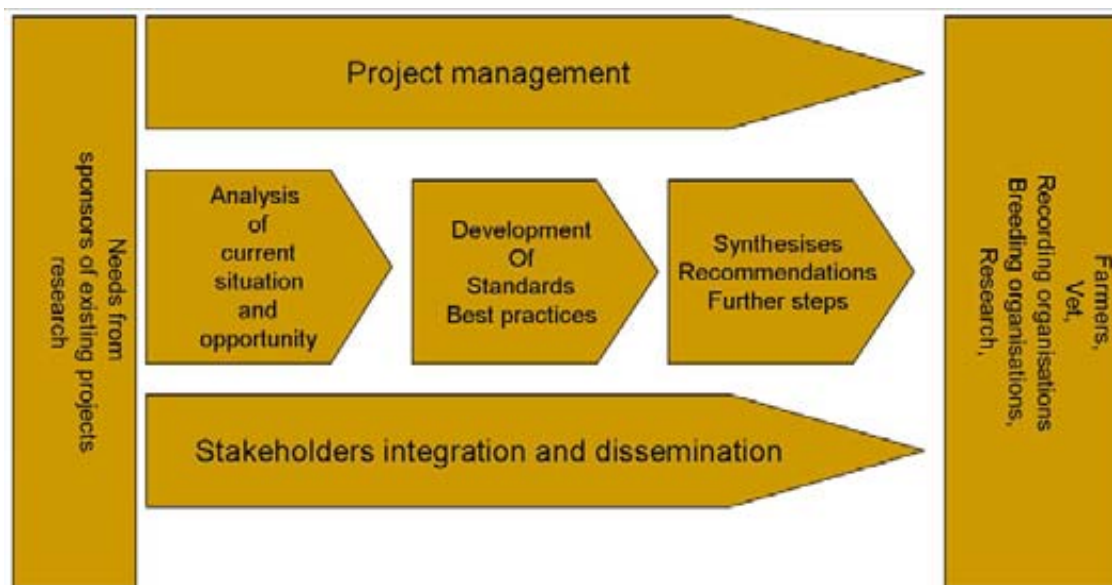 Needs from
sponsors of existing projects
research
Project management
Analysis
of
current
situation
and
opportunity
Development
Of
Standards
Best practices
Synthesises
Recommendations
Further steps
Stakeholders integration and dissemination
Farmers,
Vet,
Recording organisations
Breeding organisations,
Research,